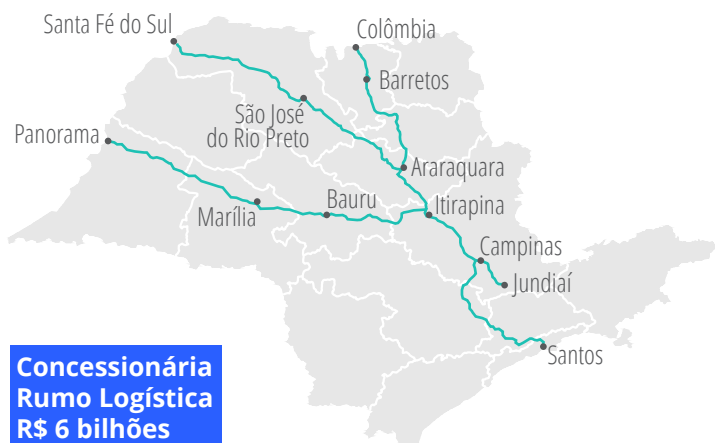 Santa Fé do Sul
Colômbia
Barretos
São José
do Rio Preto
Panorama
Araraquara
Bauru
Itirapina
Marília
Campinas
Jundiaí
Santos
Concessionária
Rumo Logística
R$ 6 bilhões